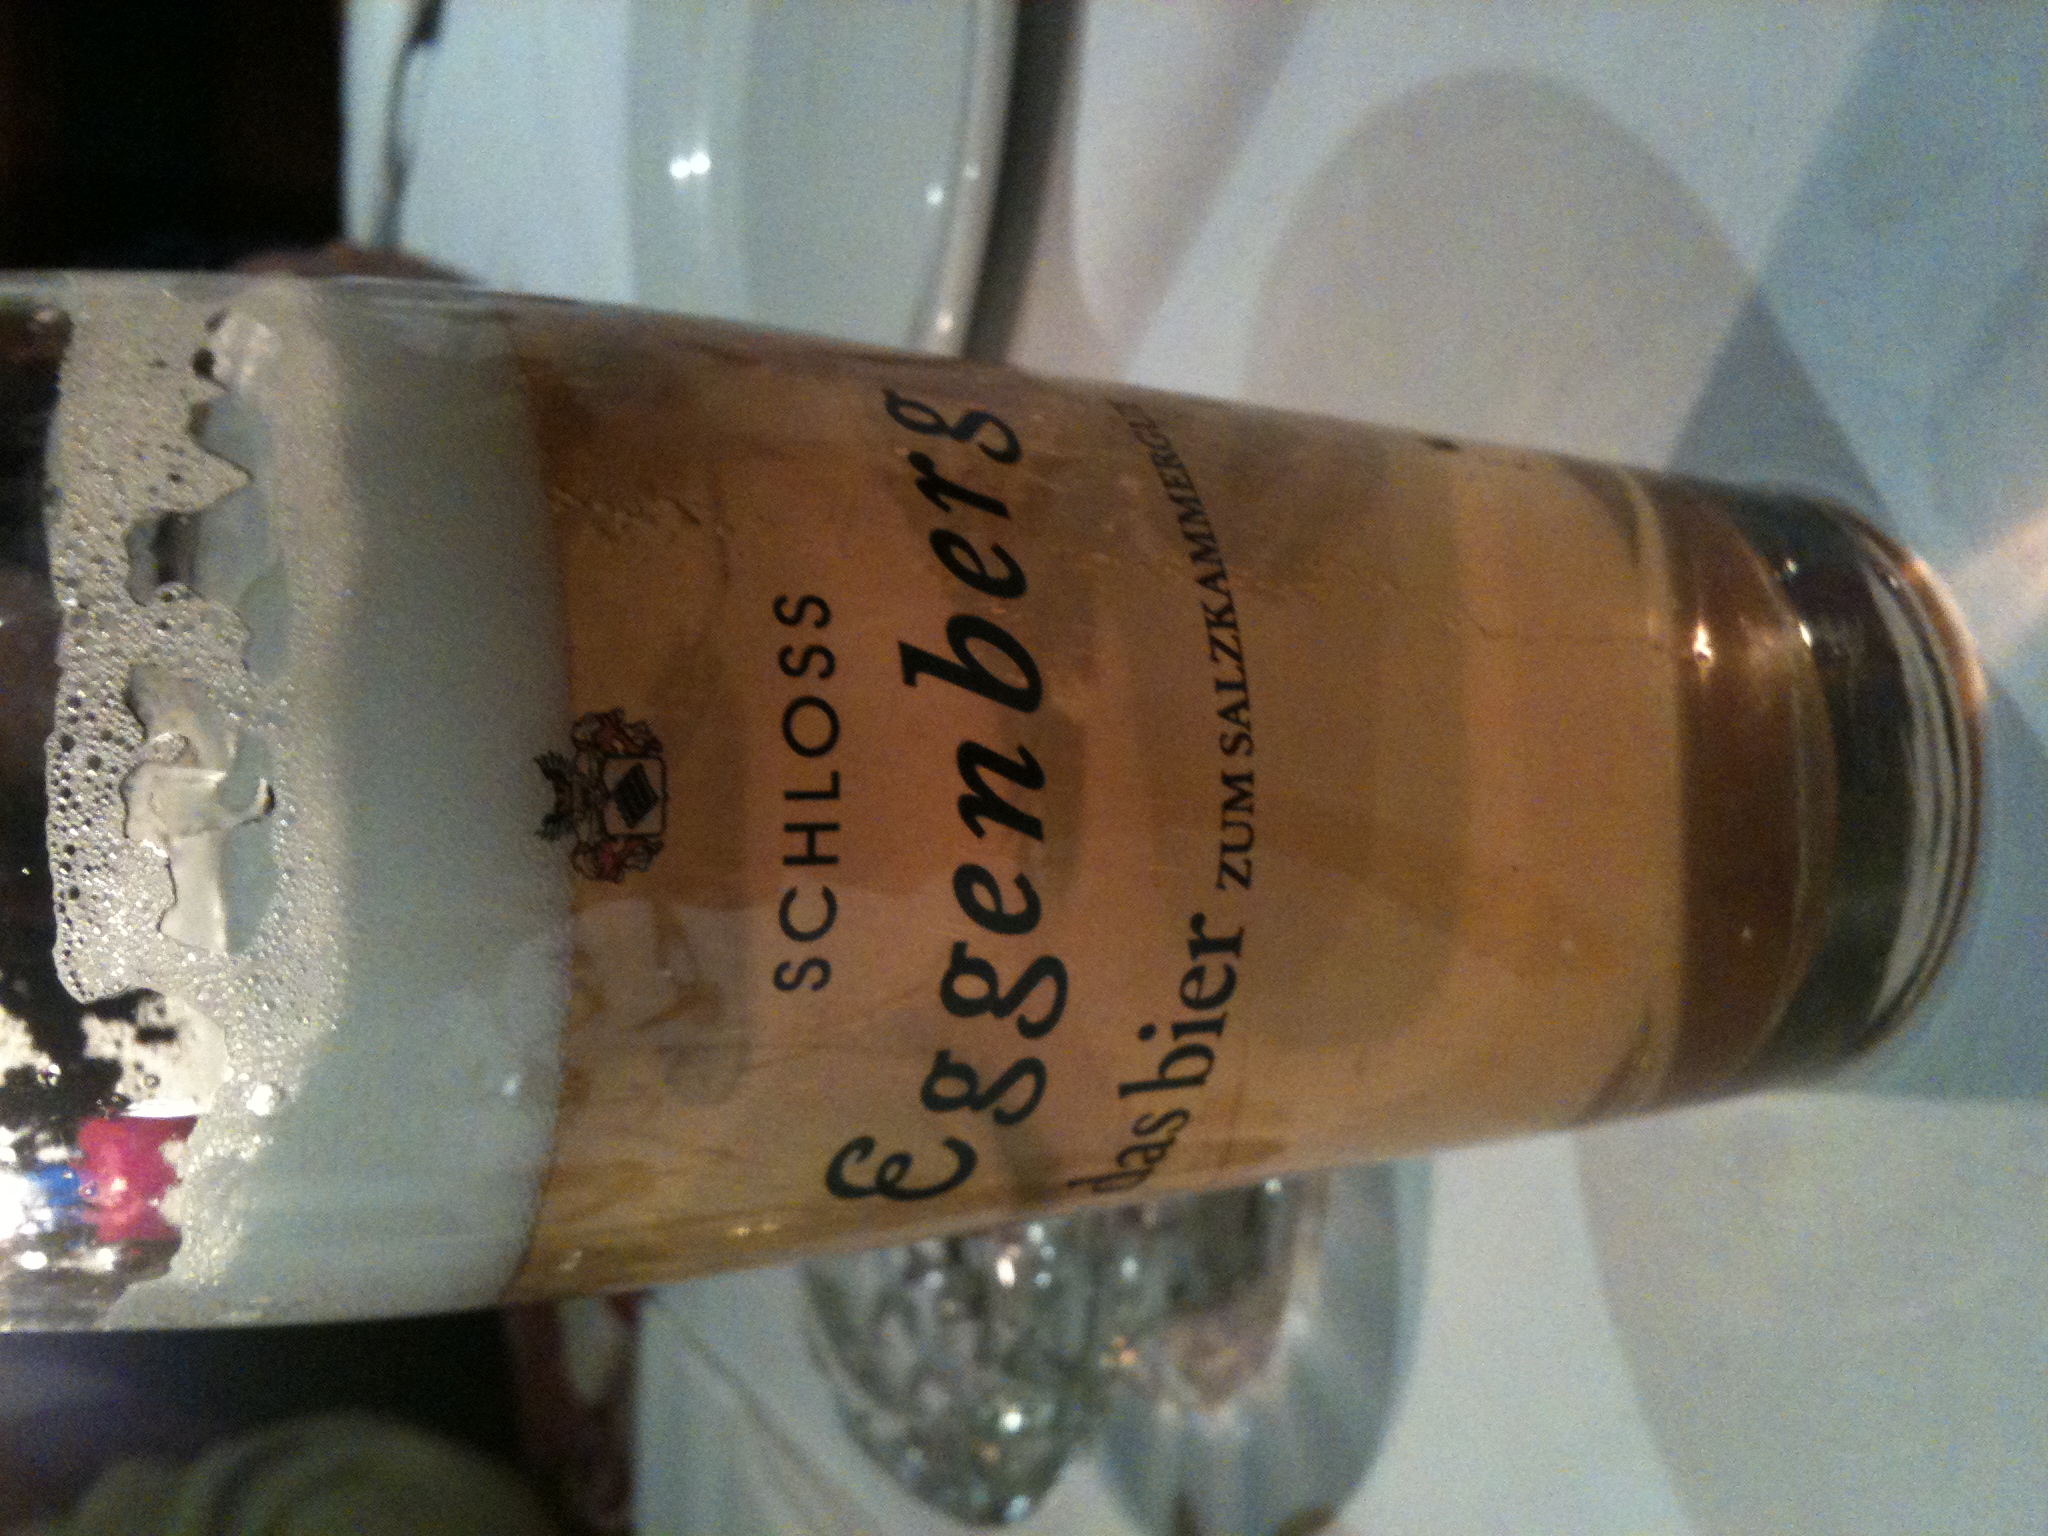 SCHLOSS
Eggenberg
das bier ZUM SALZKAMMERGUT